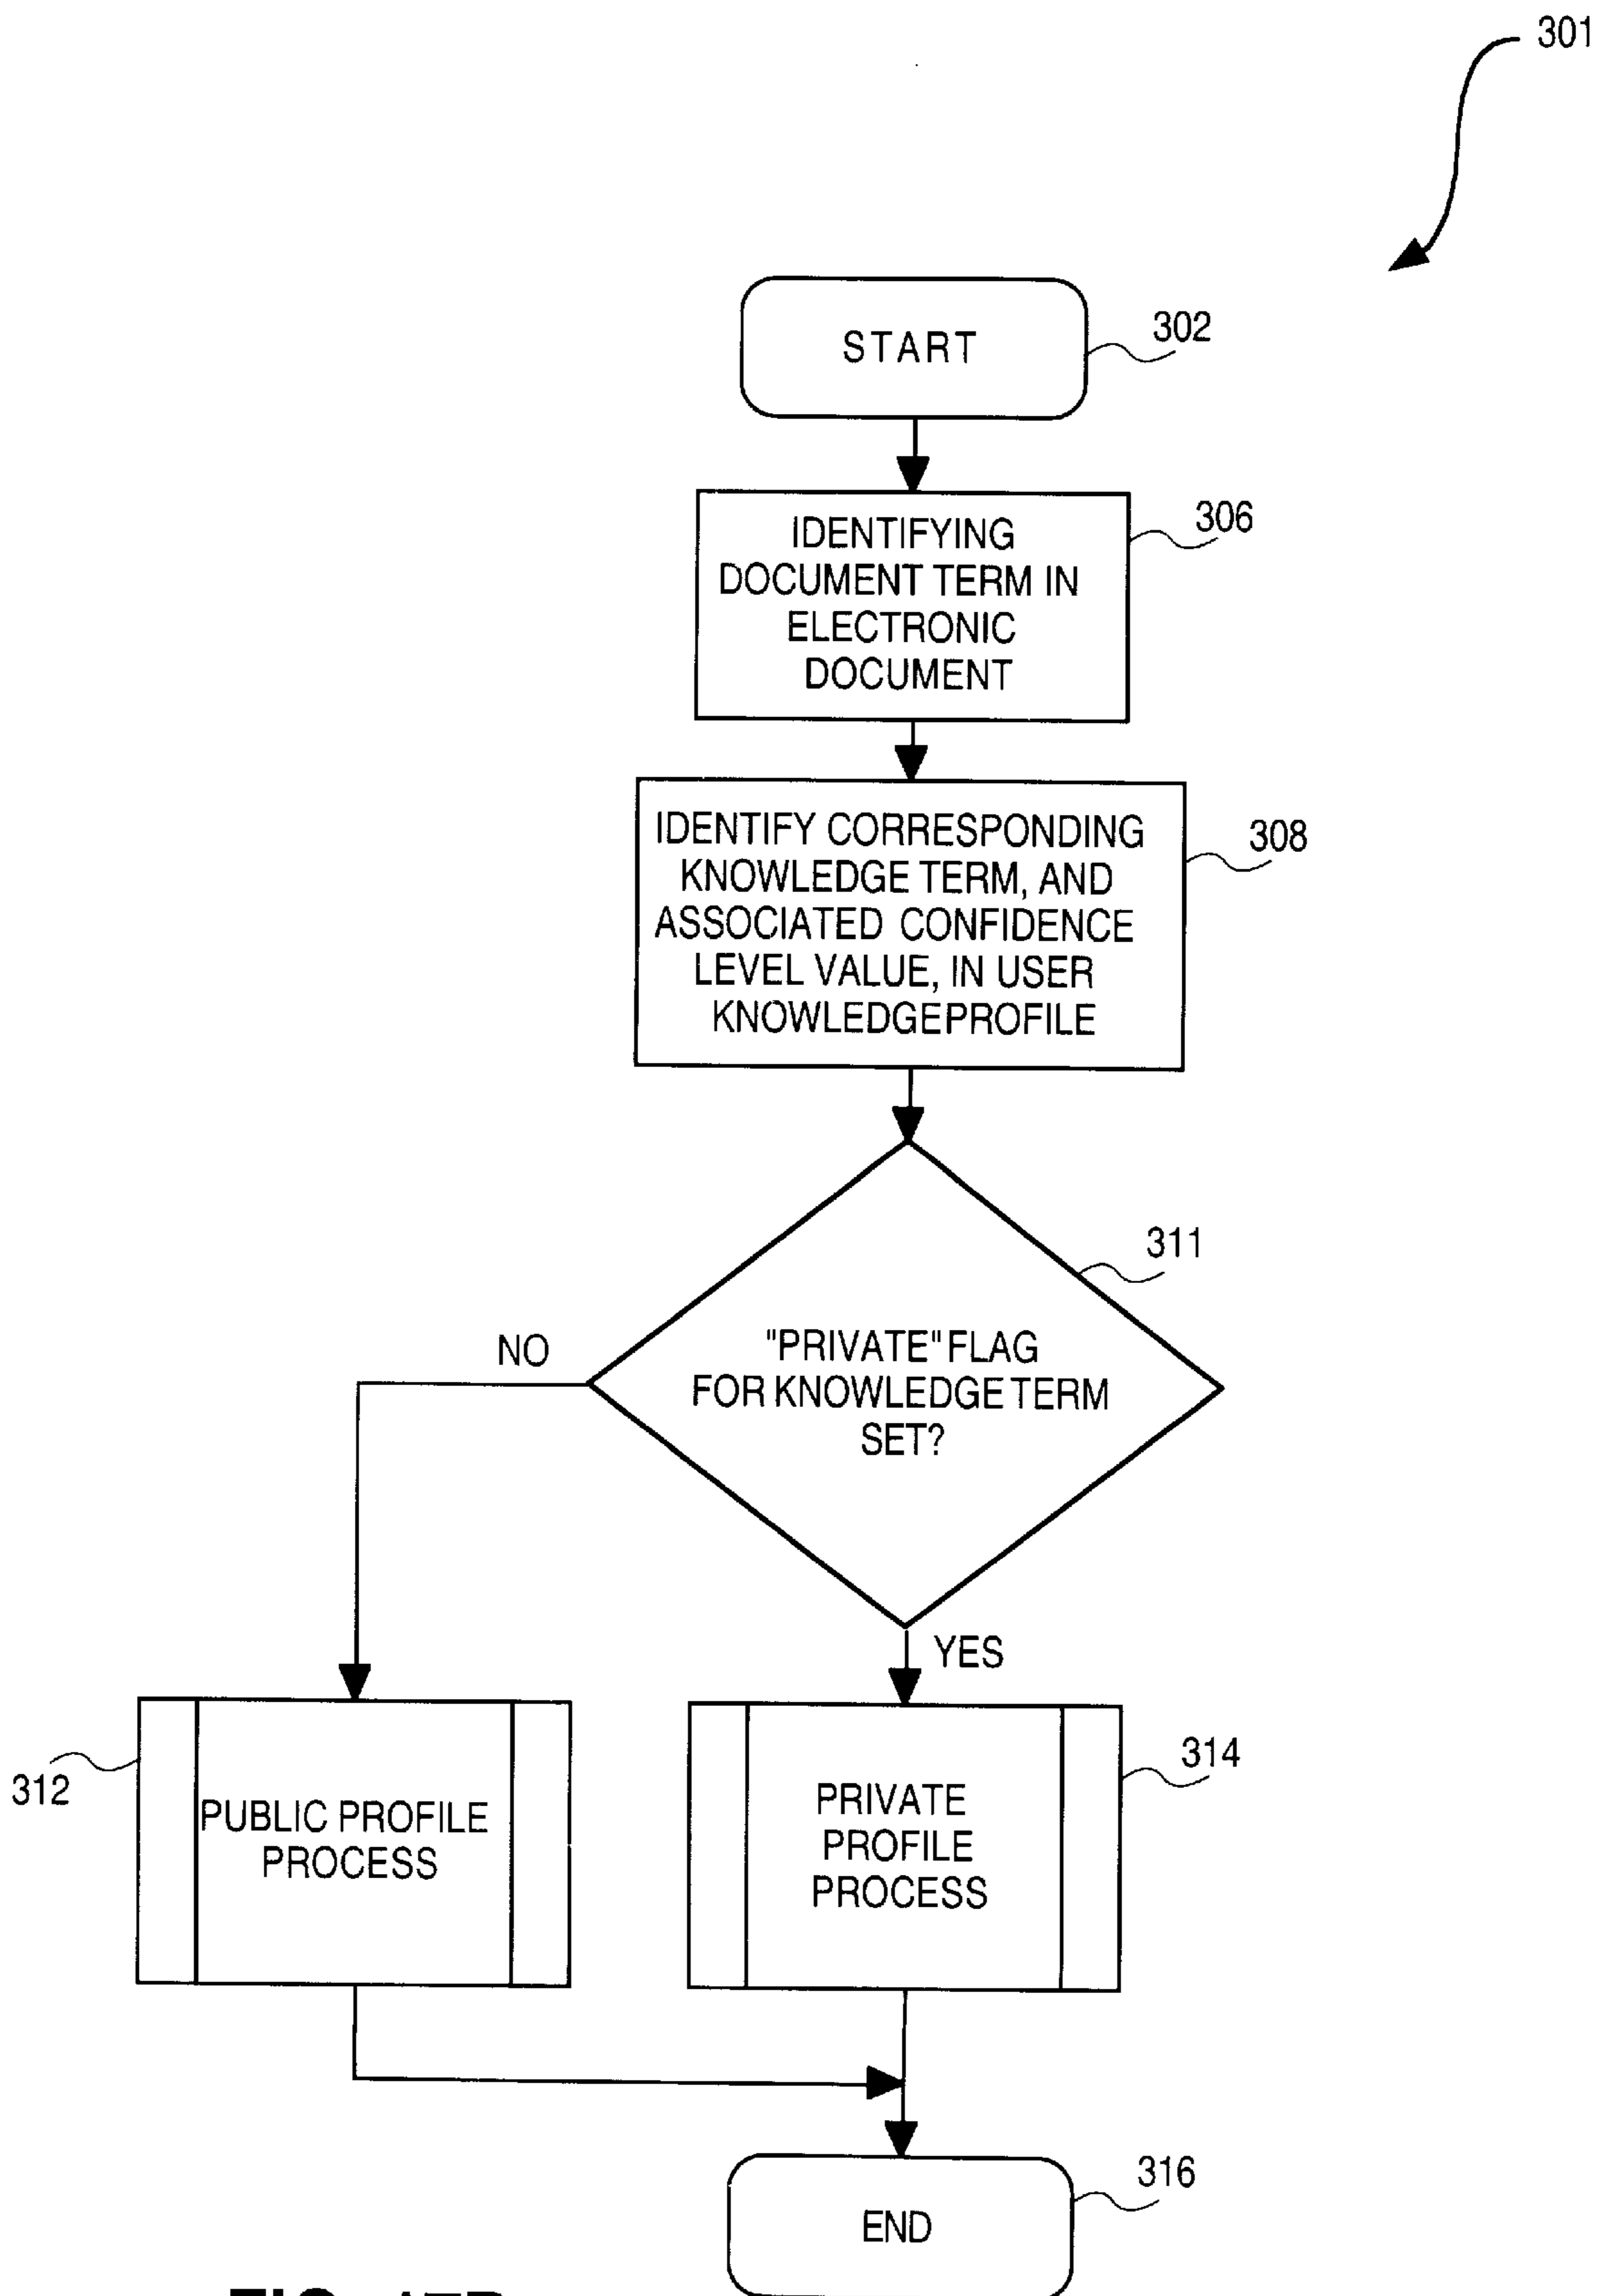 301
START
302
IDENTIFYING
DOCUMENT TERM IN
ELECTRONIC
DOCUMENT
306
IDENTIFY CORRESPONDING
KNOWLEDGE TERM, AND
ASSOCIATED CONFIDENCE
LEVEL VALUE, IN USER
KNOWLEDGEPROFILE
308
311
"PRIVATE" FLAG
FOR KNOWLEDGE TERM
SET?
NO
YES
312
PUBLIC PROFILE
PROCESS
314
PRIVATE
PROFILE
PROCESS
316
END